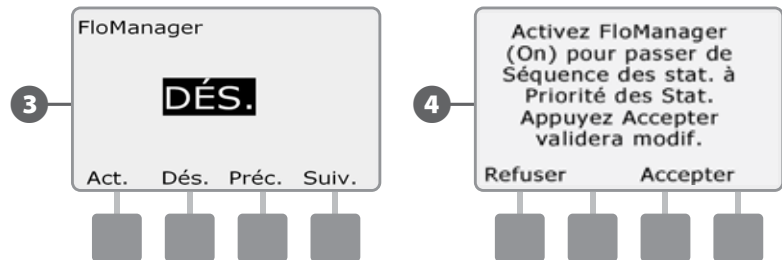 3
FloManager
DÉS.
Act. Dés. Préc. Suiv.
4
Activez FloManager
(On) pour passer de
Séquence des stat. à
Priorité des Stat.
Appuyez Accepter
validera modif.
Refuser Accepter